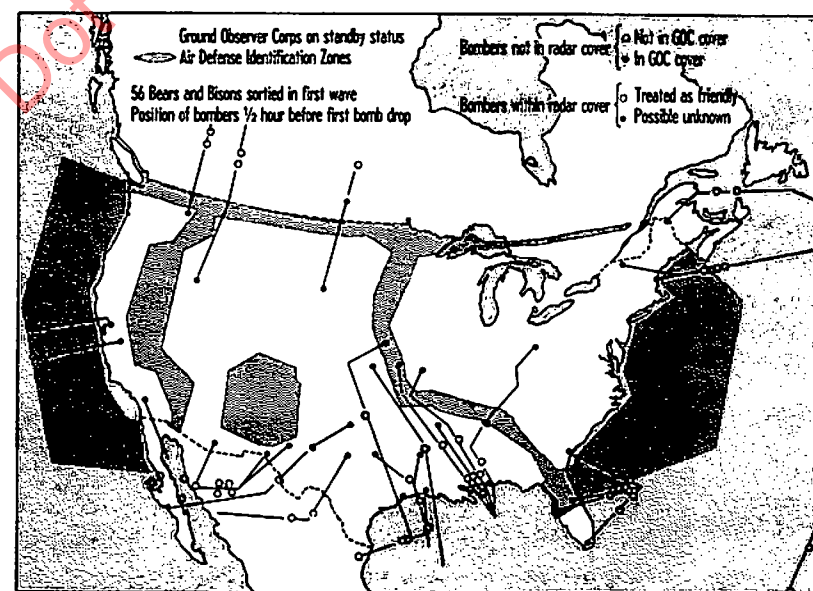 Dot
Ground Observer Corps on standby status
Air Defense Identification Zones
56 Bears and Bisons sortied in first wave
Position of bombers ½ hour before first bomb drop
Bombers not in radar cover
Not in GOC cover
In GOC cover
Bombers within radar cover
Treated as friendly
Possible unknown